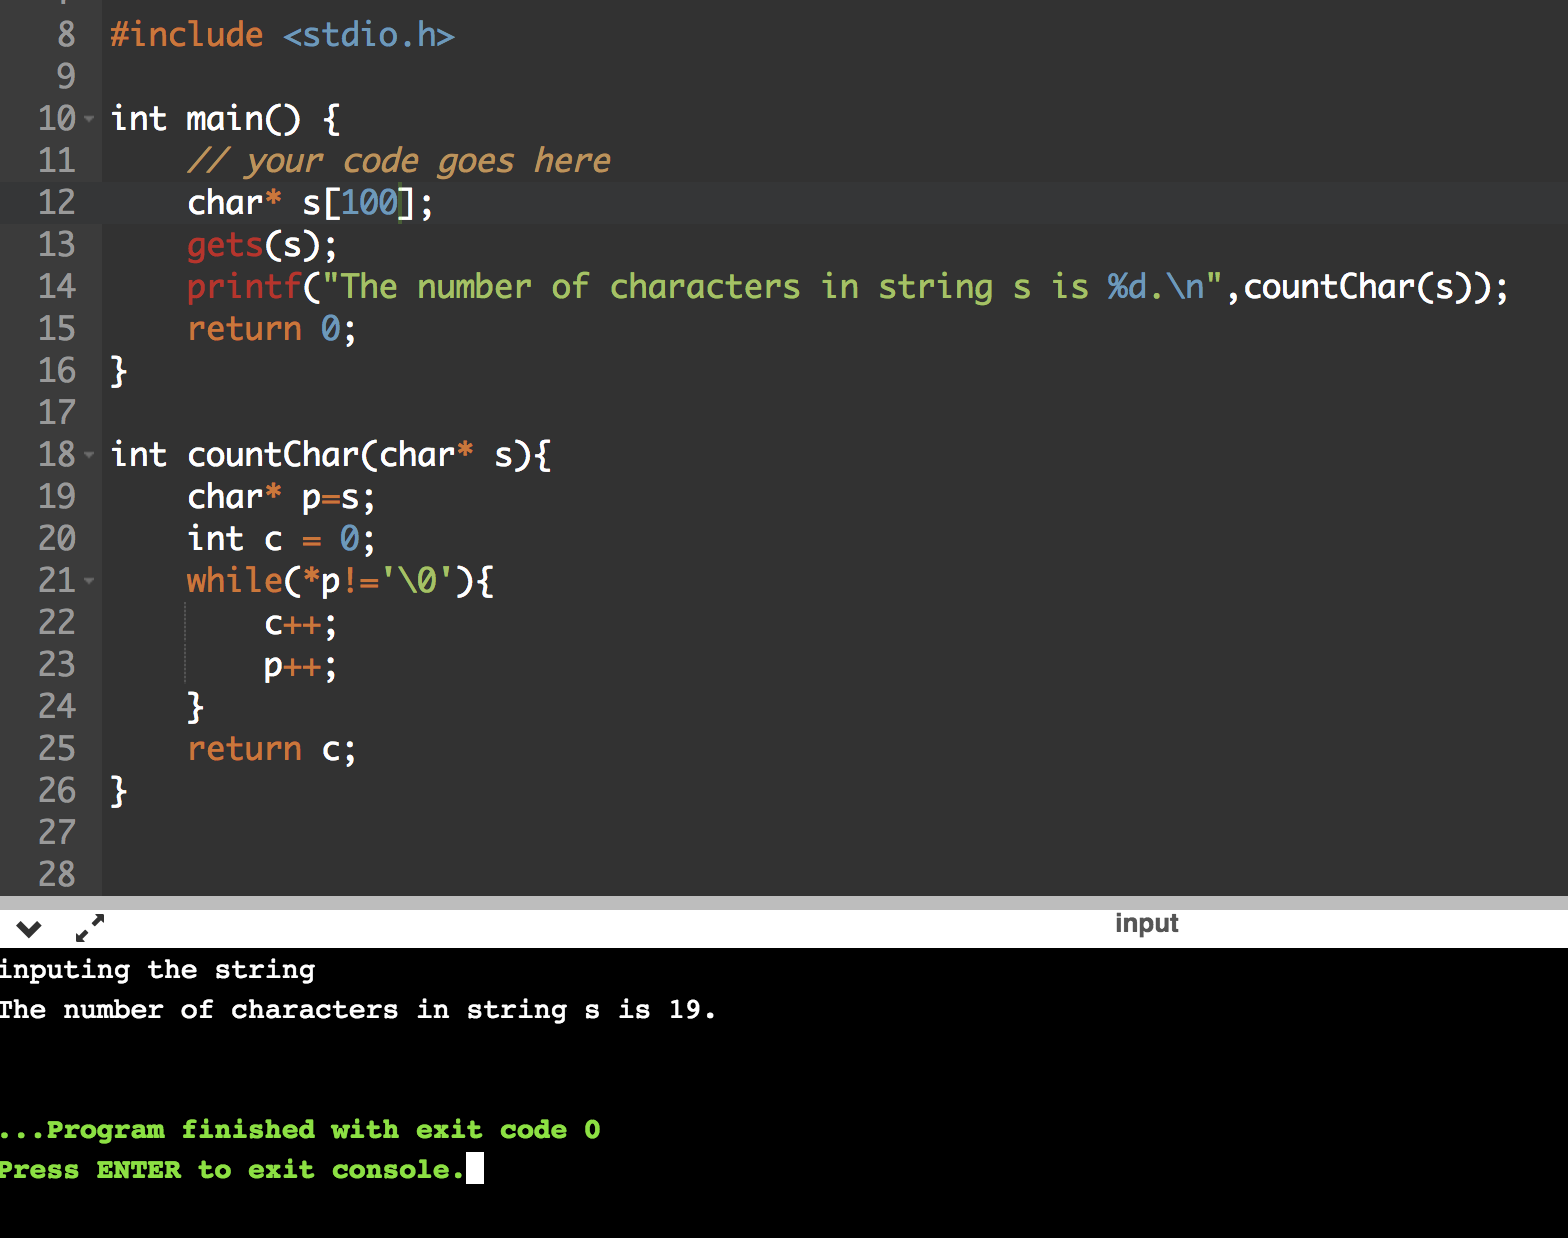 8 #include <stdio.h>
9
10 int main() {
11 // your code goes here
12 char* s[100];
13 gets(s);
14 printf("The number of characters in string s is %d.\n",countChar(s));
15 return 0;
16 }
17
18 int countChar(char* s){
19 char* p=s;
20 int c = 0;
21 while(*p!='\0'){
22 c++;
23 p++;
24 }
25 return c;
26 }
27
28
input
inputing the string
The number of characters in string s is 19.
...Program finished with exit code 0
Press ENTER to exit console.